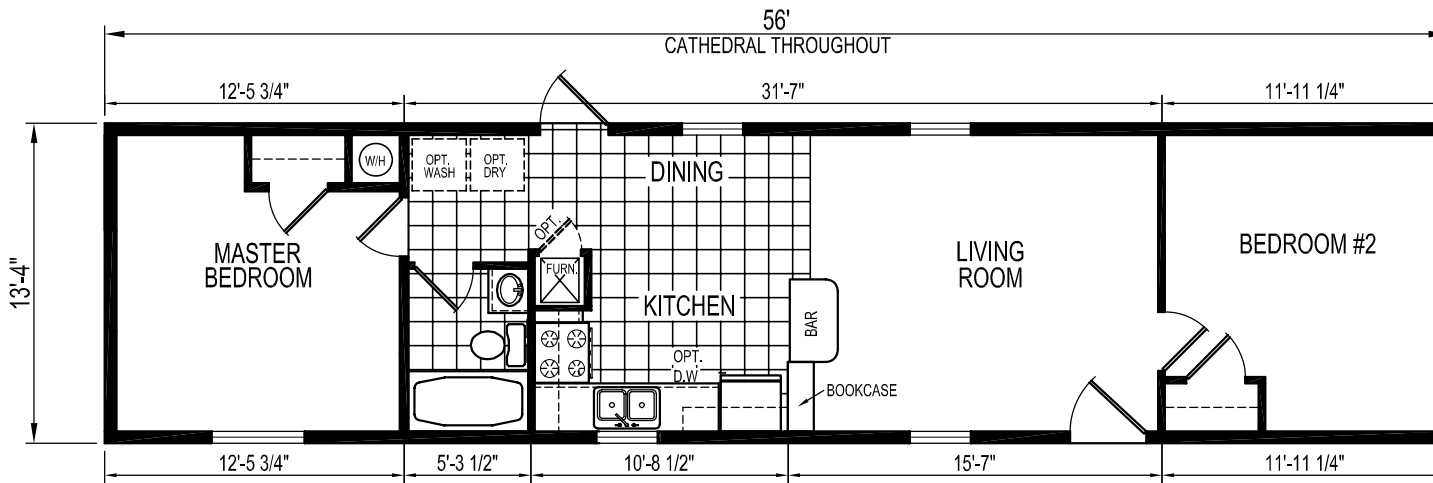 56'
CATHEDRAL THROUGHOUT
12'-5 3/4"
31'-7"
11'-11 1/4"
13'-4"
W/H
OPT.
WASH
OPT.
DRY
DINING
OPT.
MASTER
BEDROOM
FURN.
LIVING
ROOM
BEDROOM #2
KITCHEN
BAR
OPT.
D.W
BOOKCASE
12'-5 3/4"
5'-3 1/2"
10'-8 1/2"
15'-7"
11'-11 1/4"